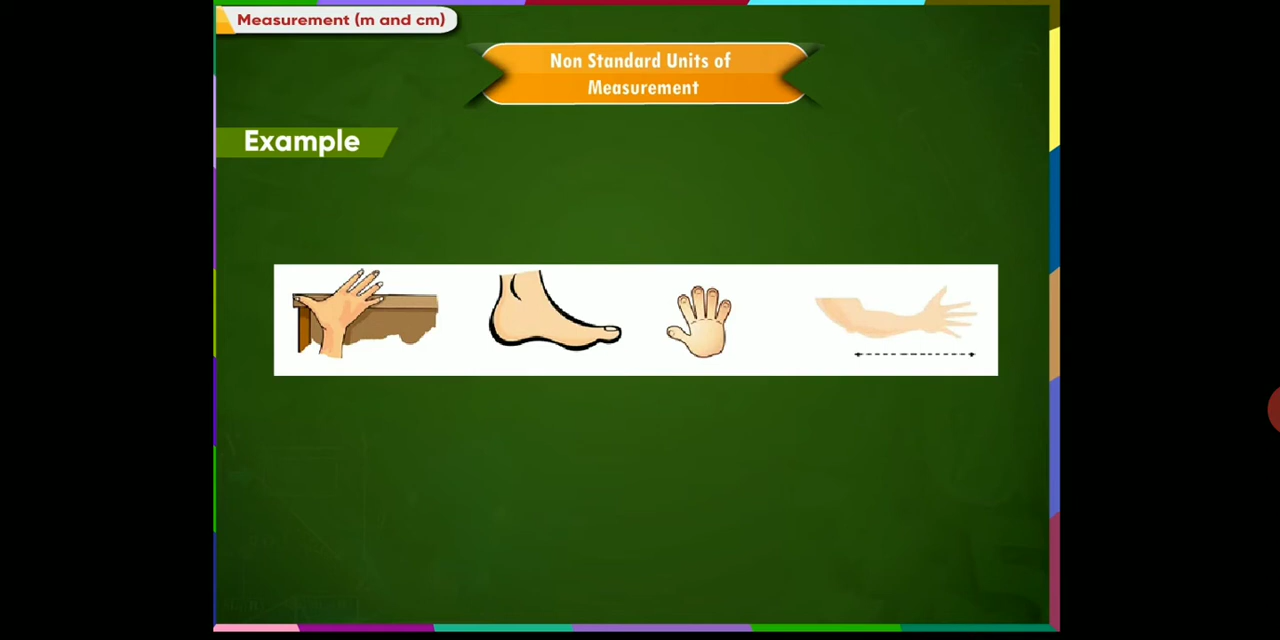 Measurement (m and cm)
Non Standard Units of
Measurement
Example